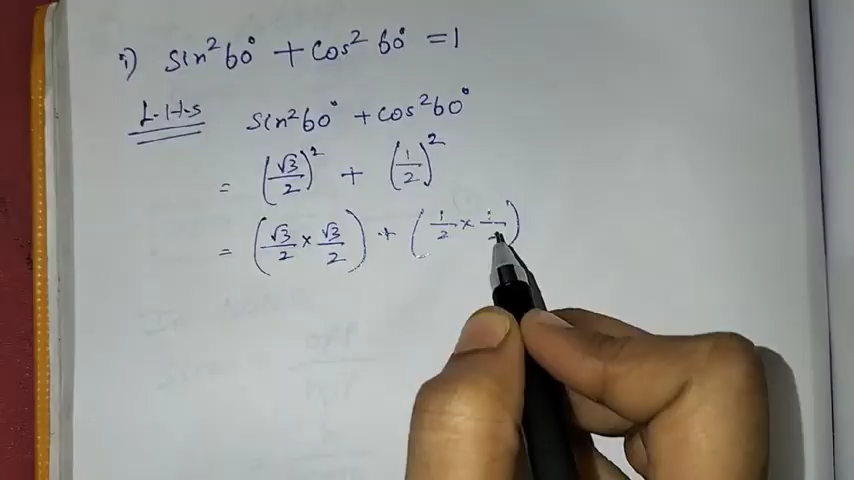 i) sin²60° + cos²60° = 1
L.H.S sin²60° + cos²60°
= (√3/2)² + (1/2)²
= (√3/2 × √3/2) + (1/2 × 1/2)